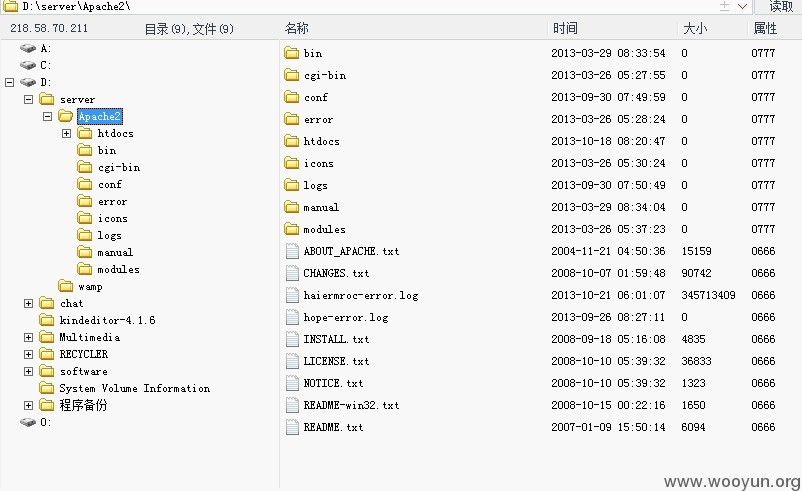 D:\server\Apache2\ 读取
218.58.70.211 目录(9),文件(9) 名称 时间 大小 属性
A:
C:
D:
server
Apache2
htdocs
bin
cgi-bin
conf
error
icons
logs
manual
modules
wamp
chat
kindeditor-4.1.6
Multimedia
RECYCLER
software
System Volume Information
程序备份
O:
bin 2013-03-29 08:33:54 0 0777
cgi-bin 2013-03-26 05:27:55 0 0777
conf 2013-09-30 07:49:59 0 0777
error 2013-03-26 05:28:24 0 0777
htdocs 2013-10-18 08:20:47 0 0777
icons 2013-03-26 05:30:24 0 0777
logs 2013-09-30 07:50:49 0 0777
manual 2013-03-29 08:34:04 0 0777
modules 2013-03-26 05:37:23 0 0777
ABOUT_APACHE.txt 2004-11-21 04:50:36 15159 0666
CHANGES.txt 2008-10-07 01:59:48 90742 0666
haiermroc-error.log 2013-10-21 06:01:07 345713409 0666
hope-error.log 2013-09-26 08:27:11 0 0666
INSTALL.txt 2008-09-18 05:16:08 4835 0666
LICENSE.txt 2008-10-10 05:39:32 36833 0666
NOTICE.txt 2008-10-10 05:39:32 1323 0666
README-win32.txt 2008-10-15 00:22:16 1650 0666
README.txt 2007-01-09 15:50:14 6094 0666
www.wooyun.org